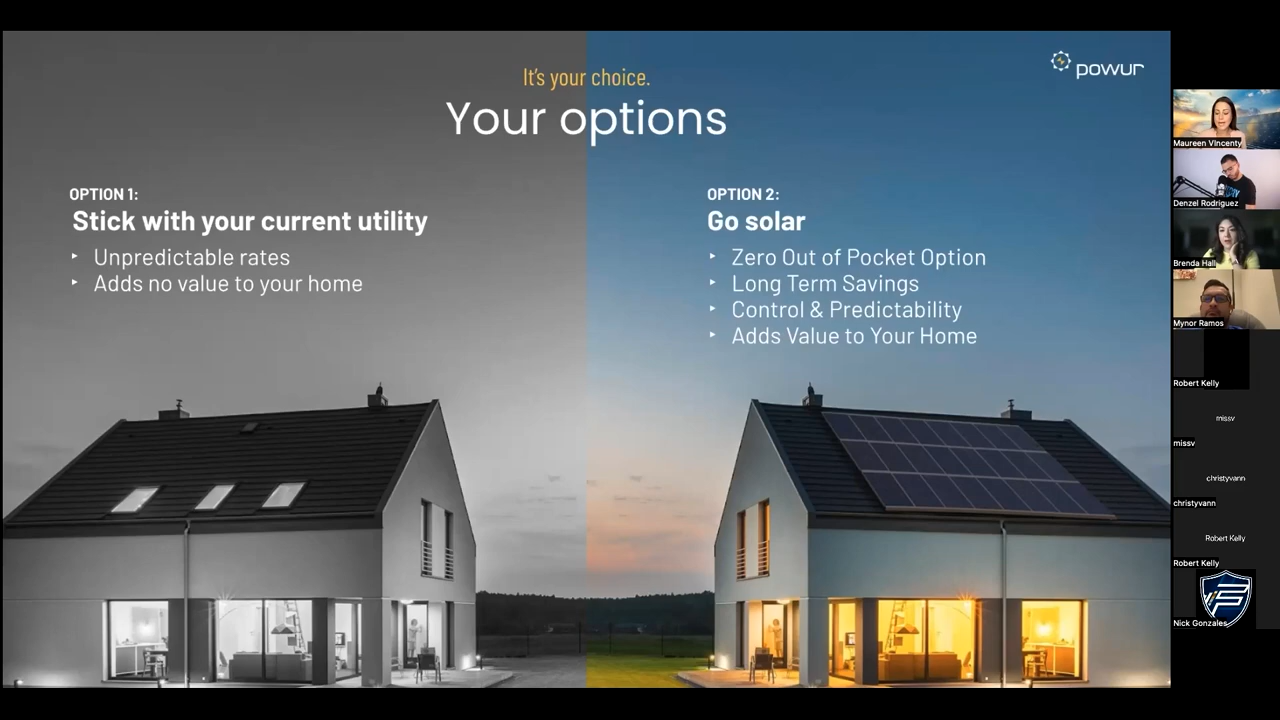 It's your choice.
Your options
powur
OPTION 1:
Stick with your current utility
‣ Unpredictable rates
‣ Adds no value to your home
OPTION 2:
Go solar
‣ Zero Out of Pocket Option
‣ Long Term Savings
‣ Control & Predictability
‣ Adds Value to Your Home
Maureen VIncenty
Denzel Rodriguez
Brenda Hall
Mynor Ramos
Robert Kelly
missv
missv
christyvann
christyvann
Robert Kelly
Robert Kelly
Nick Gonzales